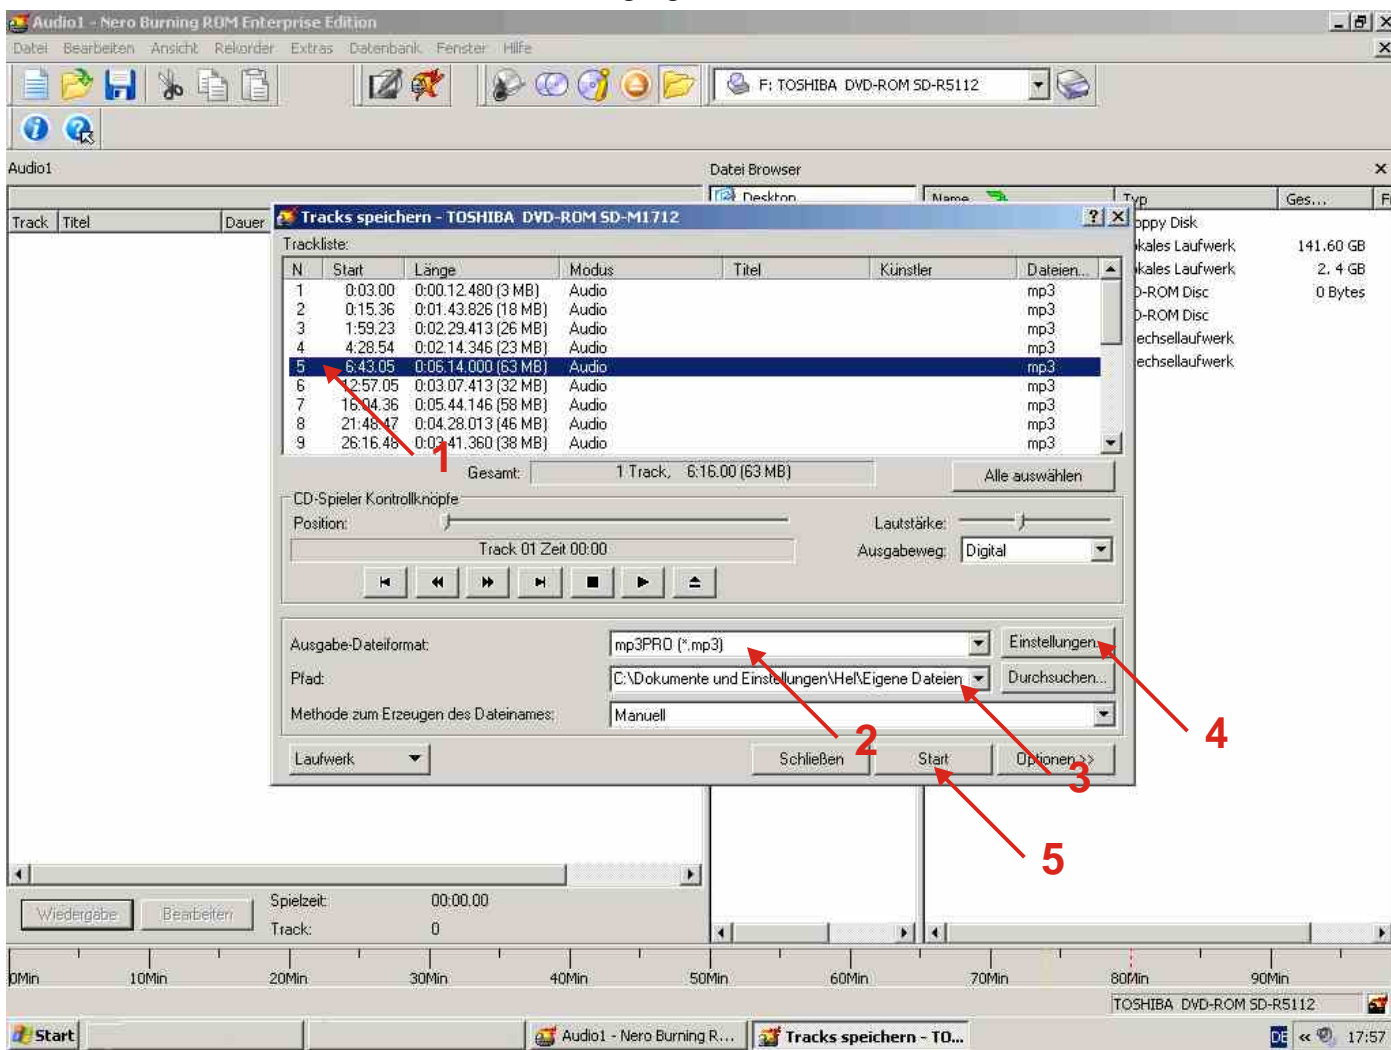 Audio1 - Nero Burning ROM Enterprise Edition
Datei Bearbeiten Ansicht Rekorder Extras Datenbank Fenster Hilfe
F: TOSHIBA DVD-ROM SD-R5112
Audio1
Datei Browser
Track Titel Dauer
Desktop
Name Typ Ges...
Tracks speichern - TOSHIBA DVD-ROM SD-M1712
Trackliste:
N Start Länge Modus Titel Künstler Dateien...
1 0:03.00 0:00.12.480 (3 MB) Audio mp3
2 0:15.36 0:01.43.826 (18 MB) Audio mp3
3 1:59.23 0:02.29.413 (26 MB) Audio mp3
4 4:28.54 0:02.14.346 (23 MB) Audio mp3
5 6:43.05 0:06.14.000 (63 MB) Audio mp3
6 12:57.05 0:03.07.413 (32 MB) Audio mp3
7 16:04.36 0:05.44.146 (58 MB) Audio mp3
8 21:48.47 0:04.28.013 (46 MB) Audio mp3
9 26:16.48 0:03.41.360 (38 MB) Audio mp3
oppy Disk
kales Laufwerk 141.60 GB
kales Laufwerk 2. 4 GB
D-ROM Disc 0 Bytes
D-ROM Disc
echsellaufwerk
echsellaufwerk
1
Gesamt: 1 Track, 6:16.00 (63 MB)
Alle auswählen
CD-Spieler Kontrollknöpfe
Position:
Lautstärke:
Track 01 Zeit 00:00
Ausgabeweg: Digital
Ausgabe-Dateiformat: mp3PRO (*.mp3) Einstellungen...
Pfad: C:\Dokumente und Einstellungen\Hel\Eigene Dateien Durchsuchen...
Methode zum Erzeugen des Dateinames: Manuell
2
3
4
5
Laufwerk Schließen Start Optionen >>
Wiedergabe Bearbeiten
Spielzeit: 00:00.00
Track: 0
0Min 10Min 20Min 30Min 40Min 50Min 60Min 70Min 80Min 90Min
TOSHIBA DVD-ROM SD-R5112
Start
Audio1 - Nero Burning R...
Tracks speichern - TO...
DE « 17:57